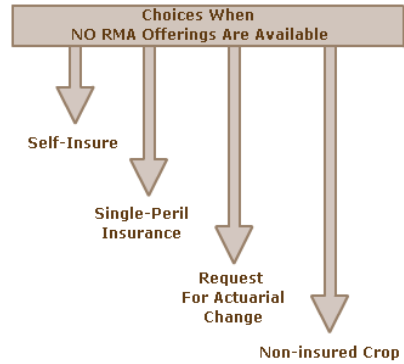 Choices When
NO RMA Offerings Are Available
Self-Insure
Single-Peril
Insurance
Request
For Actuarial
Change
Non-insured Crop